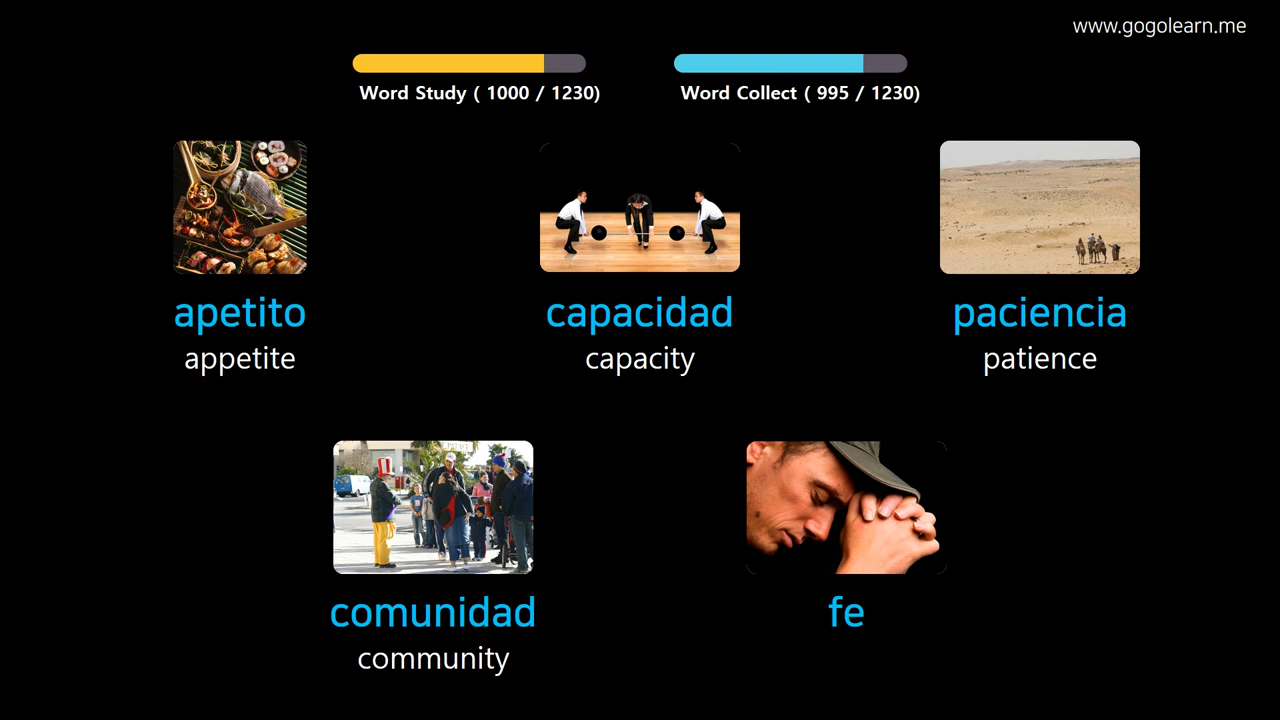 www.gogolearn.me
Word Study ( 1000 / 1230)
Word Collect ( 995 / 1230)
apetito
appetite
capacidad
capacity
paciencia
patience
comunidad
community
fe